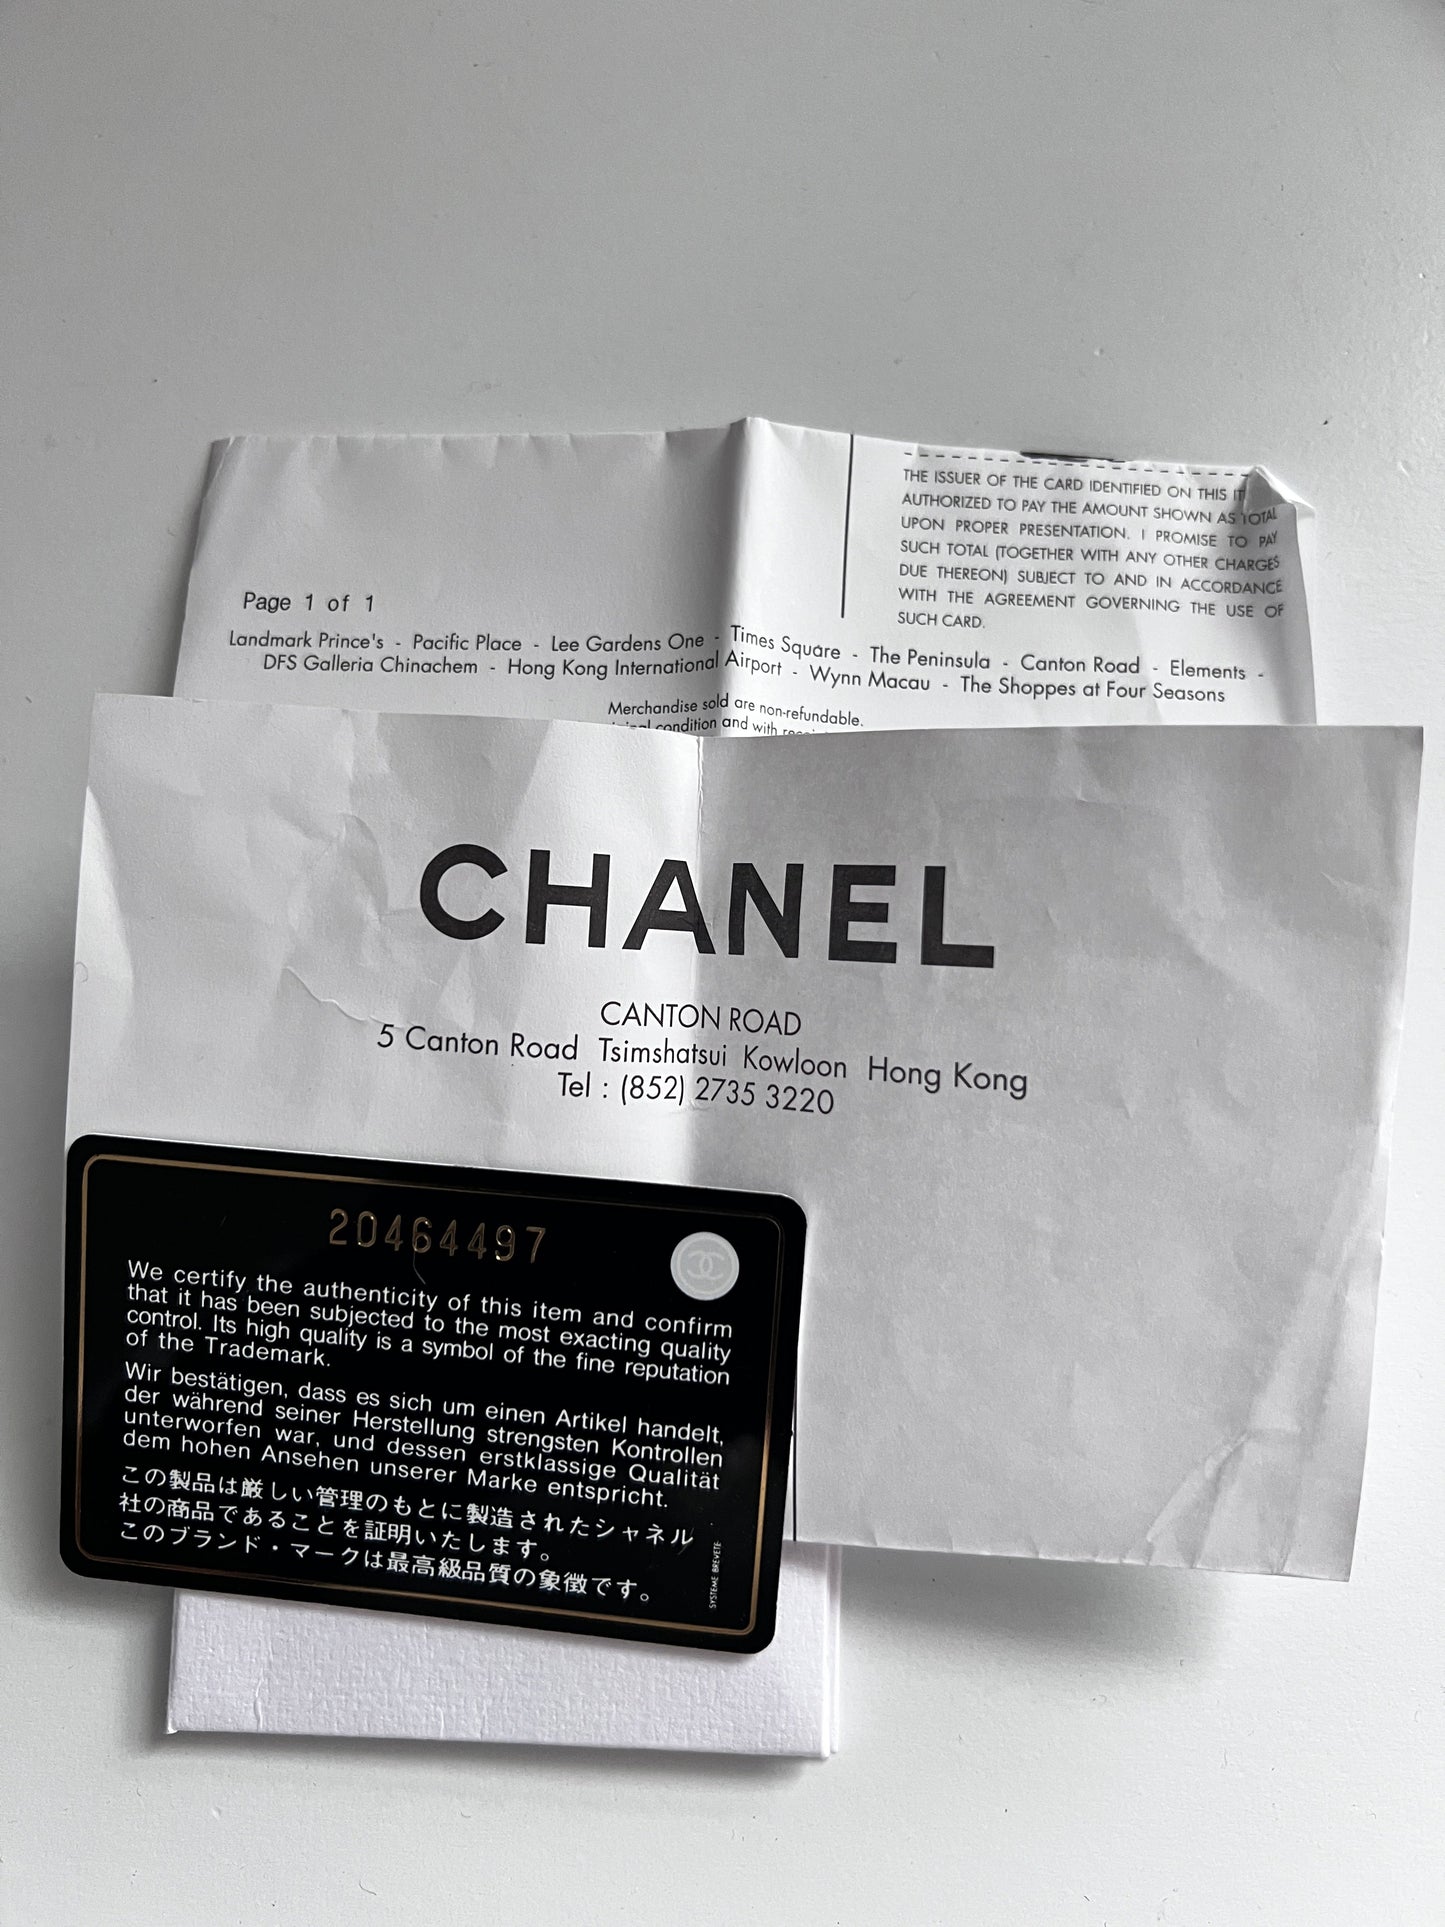 THE ISSUER OF THE CARD IDENTIFIED ON THIS IT
AUTHORIZED TO PAY THE AMOUNT SHOWN AS TOTAL
UPON PROPER PRESENTATION. I PROMISE TO PAY
SUCH TOTAL (TOGETHER WITH ANY OTHER CHARGES
DUE THEREON) SUBJECT TO AND IN ACCORDANCE
WITH THE AGREEMENT GOVERNING THE USE OF
SUCH CARD.
Page 1 of 1
Landmark Prince's - Pacific Place - Lee Gardens One - Times Square - The Peninsula - Canton Road - Elements -
DFS Galleria Chinachem - Hong Kong International Airport - Wynn Macau - The Shoppes at Four Seasons
Merchandise sold are non-refundable.
condition and with
CHANEL
CANTON ROAD
5 Canton Road Tsimshatsui Kowloon Hong Kong
Tel : (852) 2735 3220
20464497
We certify the authenticity of this item and confirm
that it has been subjected to the most exacting quality
control. Its high quality is a symbol of the fine reputation
of the Trademark.
Wir bestätigen, dass es sich um einen Artikel handelt,
der während seiner Herstellung strengsten Kontrollen
unterworfen war, und dessen erstklassige Qualität
dem hohen Ansehen unserer Marke entspricht.
この製品は厳しい管理のもとに製造されたシャネル
社の商品であることを証明いたします。
このブランド・マークは最高級品質の象徴です。
SYSTEME BREVETE